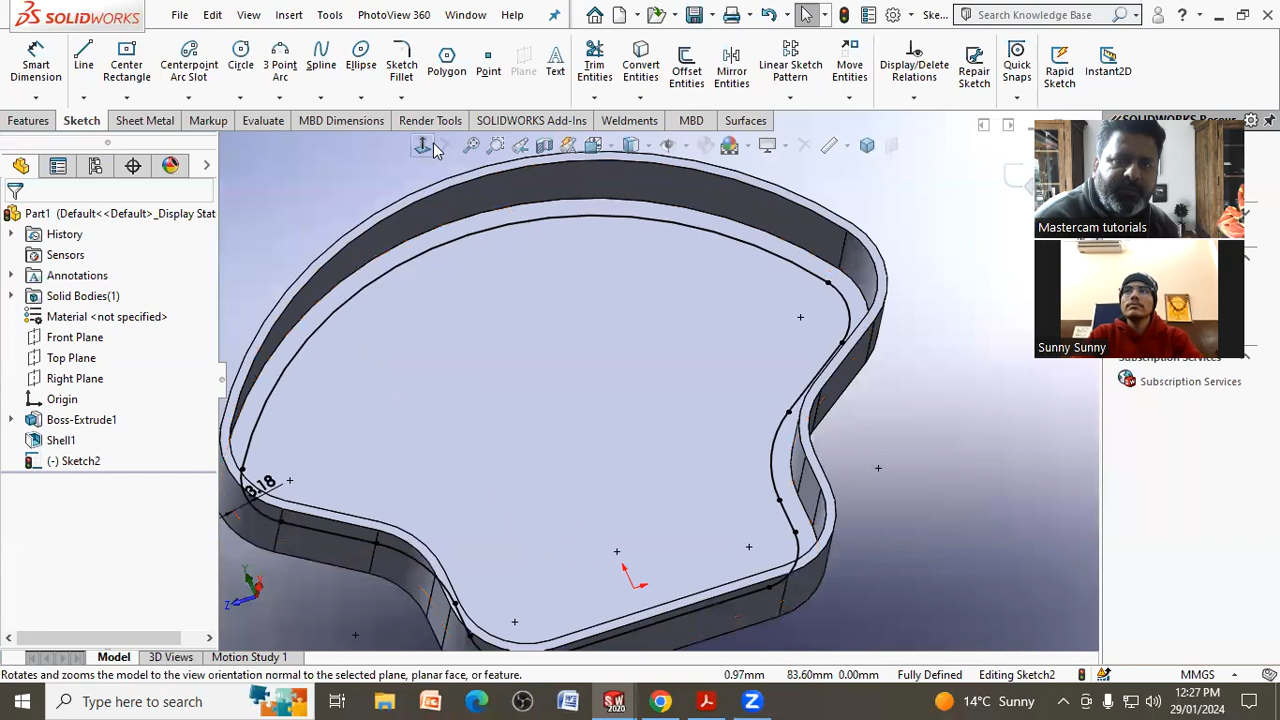 SOLIDWORKS File Edit View Insert Tools PhotoView 360 Window Help Ske... Search Knowledge Base ?
Smart Dimension Line Center Rectangle Centerpoint Arc Slot Circle 3 Point Arc Spline Ellipse Sketch Fillet Polygon Point Plane Text Trim Entities Convert Entities Offset Entities Mirror Entities Linear Sketch Pattern Move Entities Display/Delete Relations Repair Sketch Quick Snaps Rapid Sketch Instant2D
Features Sketch Sheet Metal Markup Evaluate MBD Dimensions Render Tools SOLIDWORKS Add-Ins Weldments MBD Surfaces
Part1 (Default<<Default>_Display Stat
History
Sensors
Annotations
Solid Bodies(1)
Material <not specified>
Front Plane
Top Plane
Right Plane
Origin
Boss-Extrude1
Shell1
(-) Sketch2
3.18
Y
X
Z
Mastercam tutorials
Sunny Sunny
Subscription Services
Model 3D Views Motion Study 1
Rotates and zooms the model to the view orientation normal to the selected plane, planar face, or feature. 0.97mm 83.60mm 0.00mm Fully Defined Editing Sketch2 MMGS
Type here to search SW 2020 14°C Sunny 12:27 PM
29/01/2024